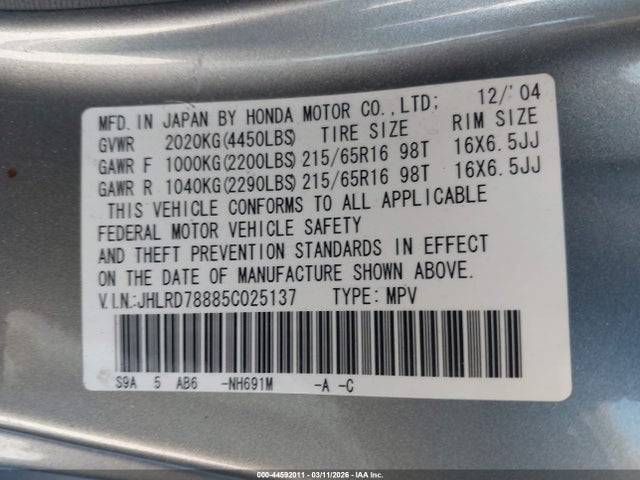 MFD. IN JAPAN BY HONDA MOTOR CO.,LTD; 12/'04
GVWR 2020KG(4450LBS) TIRE SIZE RIM SIZE
GAWR F 1000KG(2200LBS) 215/65R16 98T 16X6.5JJ
GAWR R 1040KG(2290LBS) 215/65R16 98T 16X6.5JJ
THIS VEHICLE CONFORMS TO ALL APPLICABLE
FEDERAL MOTOR VEHICLE SAFETY
AND THEFT PREVENTION STANDARDS IN EFFECT
ON THE DATE OF MANUFACTURE SHOWN ABOVE.
V.I.N.:JHLRD78885C025137 TYPE: MPV
S9A 5 AB6 -NH691M -A -C
000-44592011 - 03/11/2026 - IAA Inc.